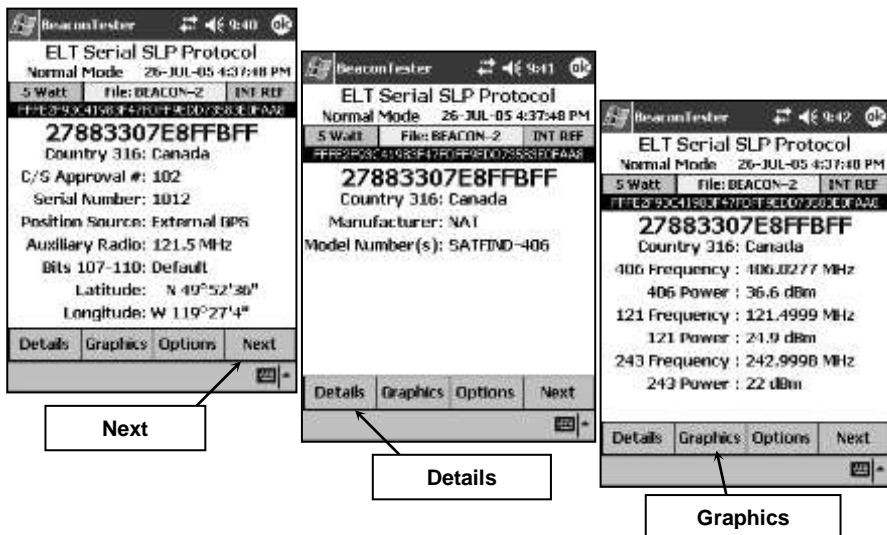 BeaconTester 9:40 ok
ELT Serial SLP Protocol
Normal Mode 26-JUL-05 4:37:48 PM
5 Watt File: BEACON-2 INT REF
27883307E8FFBFF
Country 316: Canada
C/S Approval #: 102
Serial Number: 1012
Position Source: External GPS
Auxiliary Radio: 121.5 MHz
Bits 107-110: Default
Latitude: N 49°52'36"
Longitude: W 119°27'4"
Details Graphics Options Next
Next
BeaconTester 9:41 ok
ELT Serial SLP Protocol
Normal Mode 26-JUL-05 4:37:48 PM
5 Watt File: BEACON-2 INT REF
27883307E8FFBFF
Country 316: Canada
Manufacturer: NAT
Model Number(s): SATFIND-406
Details Graphics Options Next
Details
BeaconTester 9:42 ok
ELT Serial SLP Protocol
Normal Mode 26-JUL-05 4:37:48 PM
5 Watt File: BEACON-2 INT REF
27883307E8FFBFF
Country 316: Canada
406 Frequency : 406.0277 MHz
406 Power : 36.6 dBm
121 Frequency : 121.4999 MHz
121 Power : 24.9 dBm
243 Frequency : 242.9998 MHz
243 Power : 22 dBm
Details Graphics Options Next
Graphics